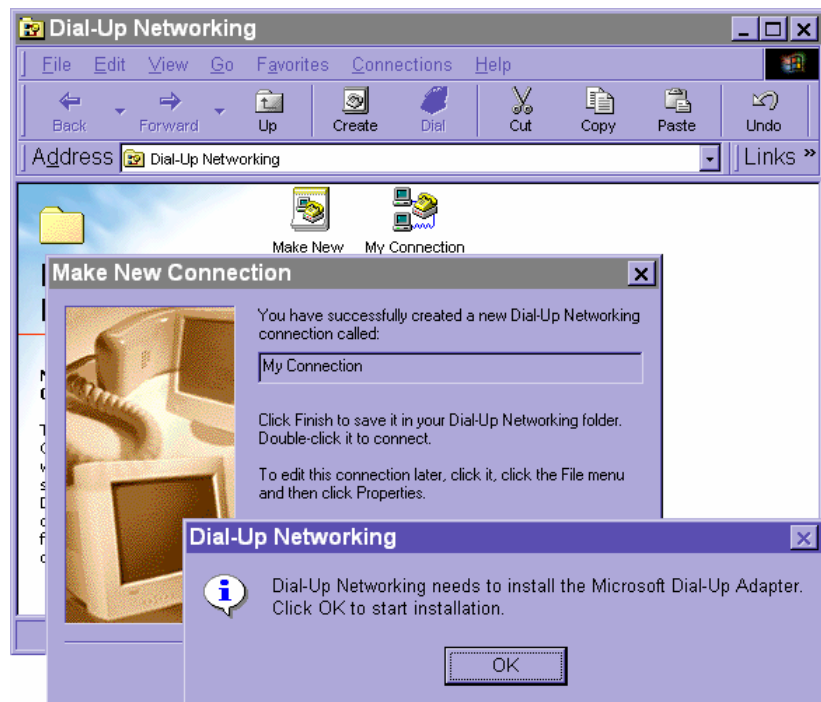 Dial-Up Networking
File Edit View Go Favorites Connections Help
Back Forward Up Create Dial Cut Copy Paste Undo
Address Dial-Up Networking Links »
Make New My Connection
Make New Connection
You have successfully created a new Dial-Up Networking
connection called:
My Connection
Click Finish to save it in your Dial-Up Networking folder.
Double-click it to connect.
To edit this connection later, click it, click the File menu
and then click Properties.
Dial-Up Networking
Dial-Up Networking needs to install the Microsoft Dial-Up Adapter.
Click OK to start installation.
OK